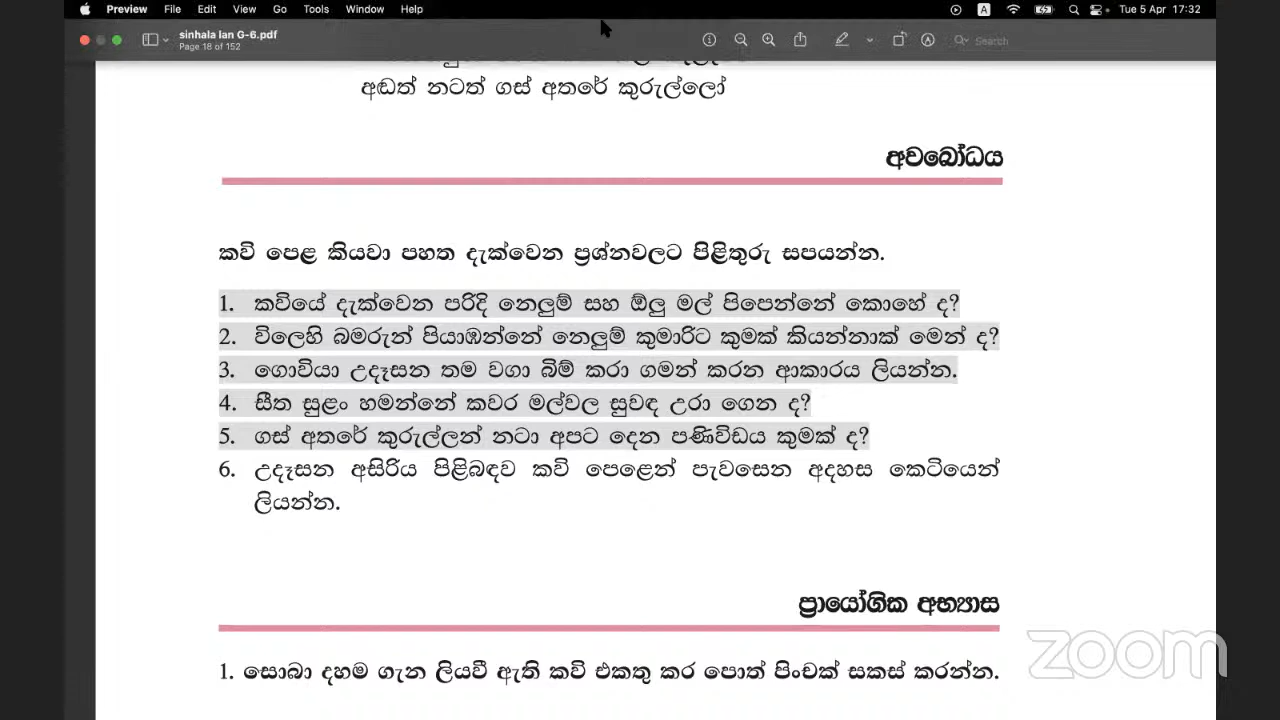 Preview File Edit View Go Tools Window Help A Tue 5 Apr 17:32
sinhala lan G-6.pdf
Page 18 of 152
Search
අඬත් නටත් ගස් අතරේ කුරුල්ලෝ
අවබෝධය
කවි පෙළ කියවා පහත දැක්වෙන ප්‍රශ්නවලට පිළිතුරු සපයන්න.
1. කවියේ දැක්වෙන පරිදි නෙලුම් සහ ඕලු මල් පිපෙන්නේ කොහේ ද?
2. විලෙහි බමරුන් පියාඹන්නේ නෙලුම් කුමාරිට කුමක් කියන්නාක් මෙන් ද?
3. ගොවියා උදෑසන තම වගා බිම් කරා ගමන් කරන ආකාරය ලියන්න.
4. සීත සුළං හමන්නේ කවර මල්වල සුවඳ උරා ගෙන ද?
5. ගස් අතරේ කුරුල්ලන් නටා අපට දෙන පණිවිඩය කුමක් ද?
6. උදෑසන අසිරිය පිළිබඳව කවි පෙළෙන් පැවසෙන අදහස කෙටියෙන්
ලියන්න.
ප්‍රායෝගික අභ්‍යාස
1. සොබා දහම ගැන ලියවී ඇති කවි එකතු කර පොත් පිංචක් සකස් කරන්න.
zoom